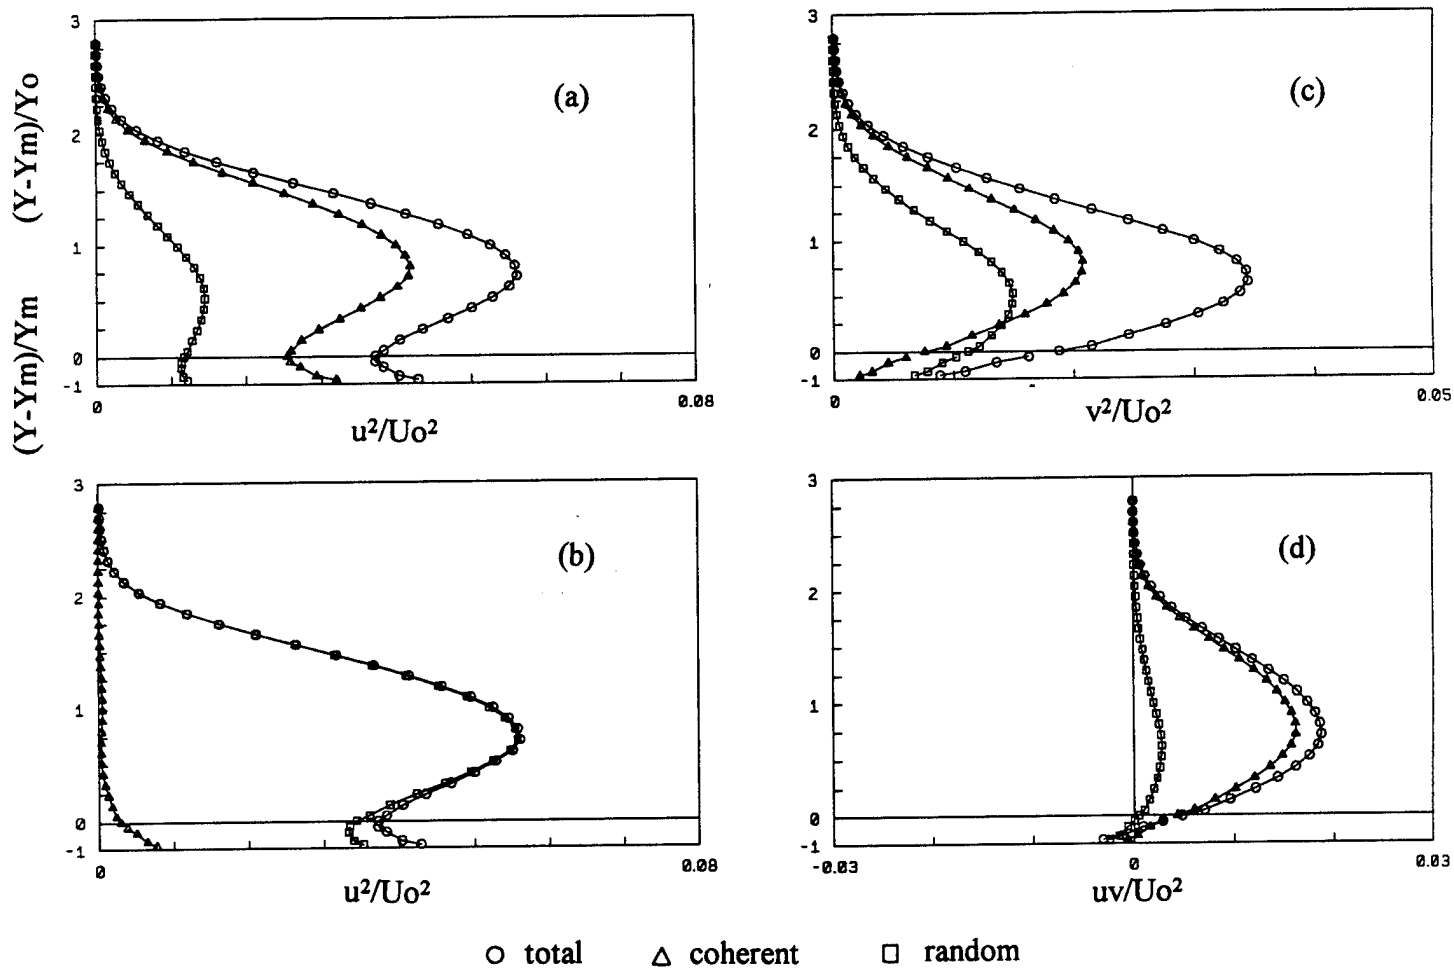 3
2
1
0
-1
(Y-Ym)/Yo
(Y-Ym)/Ym
(a)
0
0.08
u²/Uo²
3
2
1
0
-1
(c)
0
0.05
v²/Uo²
3
2
1
0
-1
(b)
0
0.08
u²/Uo²
3
2
1
0
-1
(d)
-0.03
0
0.03
uv/Uo²
total coherent random